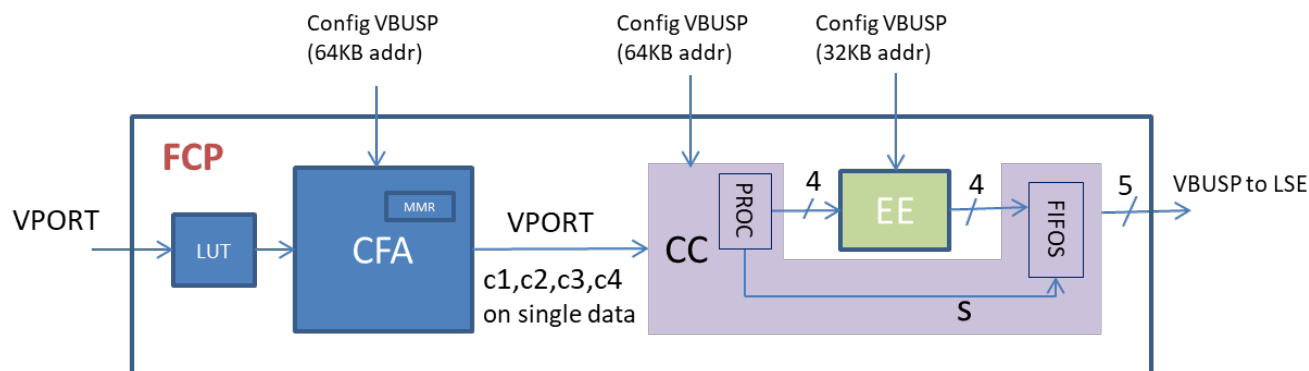 Config VBUSP
(64KB addr)
Config VBUSP
(64KB addr)
Config VBUSP
(32KB addr)
FCP
VPORT
LUT
MMR
CFA
VPORT
c1,c2,c3,c4
on single data
CC
PROC
4
EE
4
FIFOS
S
5
VBUSP to LSE